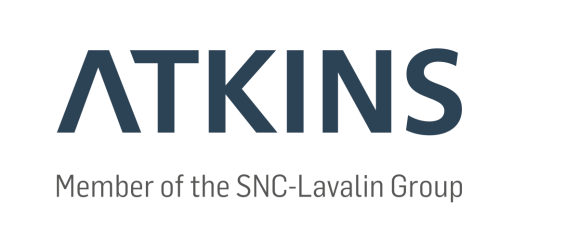 ATKINS
Member of the SNC-Lavalin Group